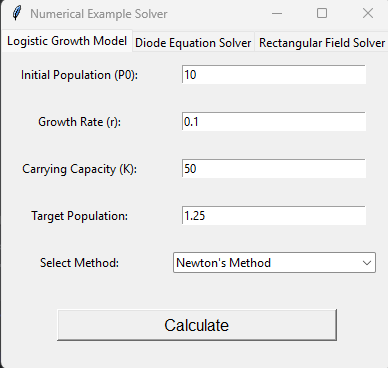 Numerical Example Solver
Logistic Growth Model Diode Equation Solver Rectangular Field Solver
Initial Population (P0): 10
Growth Rate (r): 0.1
Carrying Capacity (K): 50
Target Population: 1.25
Select Method: Newton's Method
Calculate